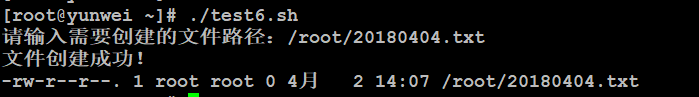 [root@yunwei ~]# ./test6.sh
请输入需要创建的文件路径：/root/20180404.txt
文件创建成功！
-rw-r--r--. 1 root root 0 4月   2 14:07 /root/20180404.txt